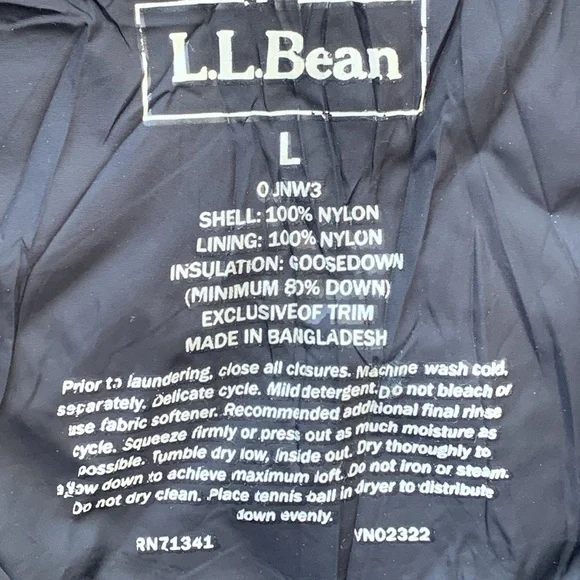 L.L.Bean
L
0JNW3
SHELL: 100% NYLON
LINING: 100% NYLON
INSULATION: GOOSEDOWN
(MINIMUM 80% DOWN)
EXCLUSIVE OF TRIM
MADE IN BANGLADESH
Prior to laundering, close all closures. Machine wash cold,
separately. Delicate cycle. Mild detergent. Do not bleach or
use fabric softener. Recommended additional final rinse
cycle. Squeeze firmly or press out as much moisture as
possible. Tumble dry low, inside out. Dry thoroughly to
allow down to achieve maximum loft. Do not iron or steam.
Do not dry clean. Place tennis ball in dryer to distribute
down evenly.
RN71341 VN02322